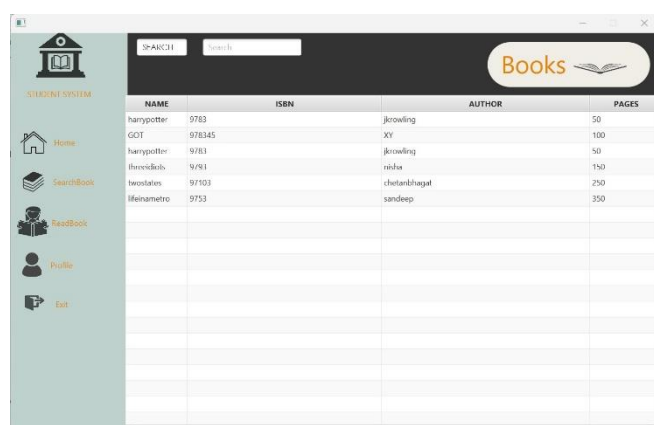 SEARCH Search
Books
STUDENT SYSTEM
Home
SearchBook
ReadBook
Profile
Exit
NAME ISBN AUTHOR PAGES
harrypotter 9783 jkrowling 50
GOT 978345 XY 100
harrypotter 9783 jkrowling 50
threeidiots 9793 nisha 150
twostates 97103 chetanbhagat 250
lifeinametro 9753 sandeep 350